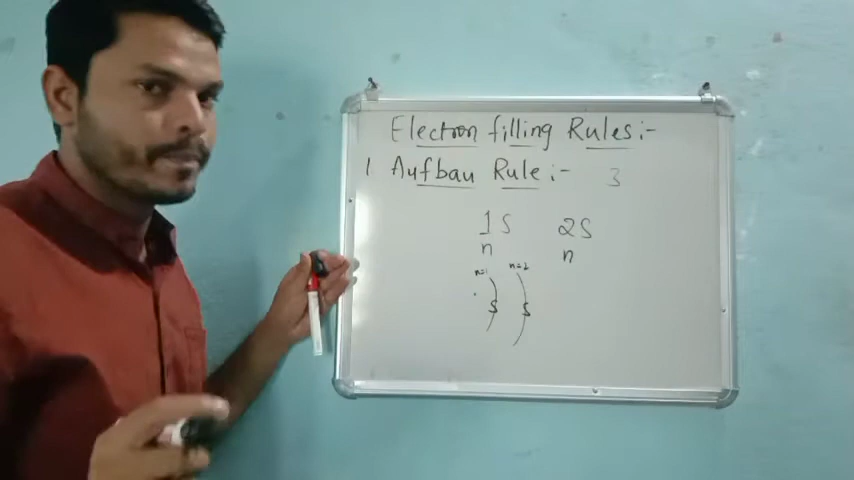 Electron filling Rules:-
1 Aufbau Rule:- 3
1S 2S
n n
n=1 n=2
S S